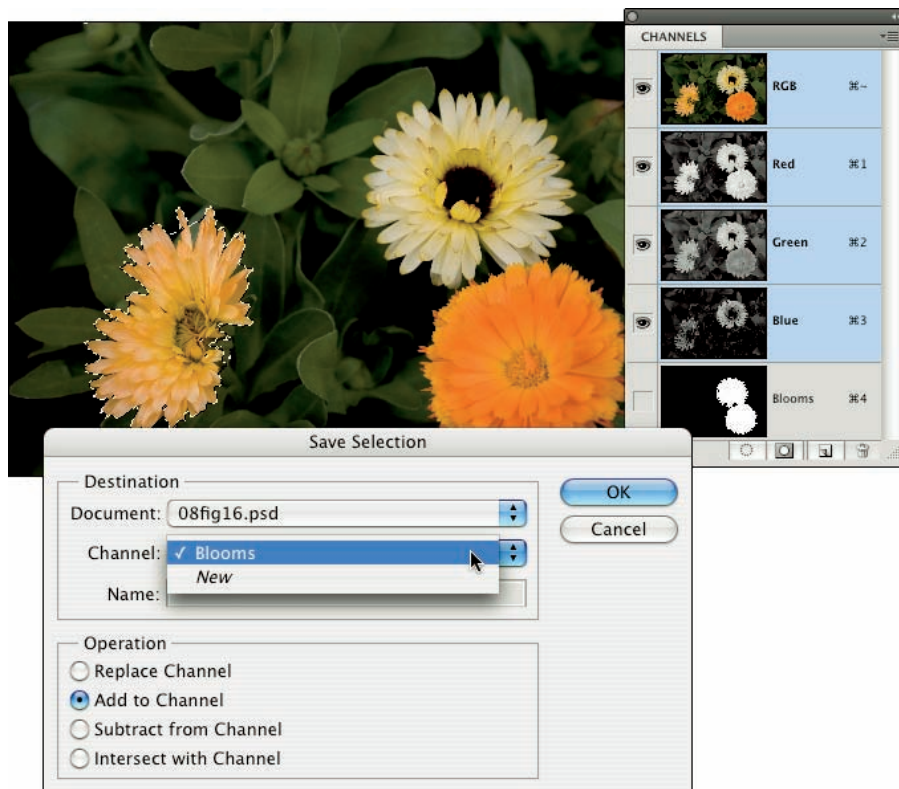 CHANNELS
RGB ⌘~
Red ⌘1
Green ⌘2
Blue ⌘3
Blooms ⌘4
Save Selection
Destination
Document: 08fig16.psd
Channel: ✓ Blooms
New
Name:
OK
Cancel
Operation
Replace Channel
Add to Channel
Subtract from Channel
Intersect with Channel